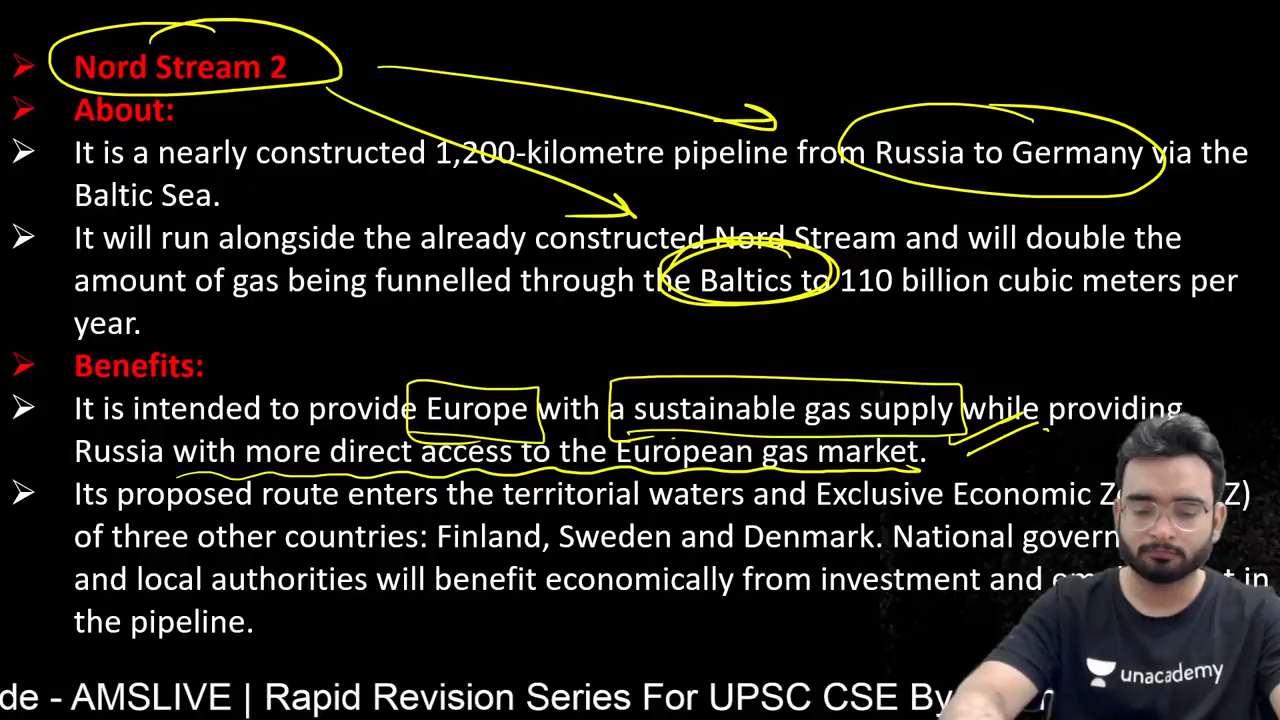 Nord Stream 2
About:
It is a nearly constructed 1,200-kilometre pipeline from Russia to Germany via the
Baltic Sea.
It will run alongside the already constructed Nord Stream and will double the
amount of gas being funnelled through the Baltics to 110 billion cubic meters per
year.
Benefits:
It is intended to provide Europe with a sustainable gas supply while providing
Russia with more direct access to the European gas market.
Its proposed route enters the territorial waters and Exclusive Economic
of three other countries: Finland, Sweden and Denmark. National
and local authorities will benefit economically from investment and in
the pipeline.
unacademy
de - AMSLIVE | Rapid Revision Series For UPSC CSE By